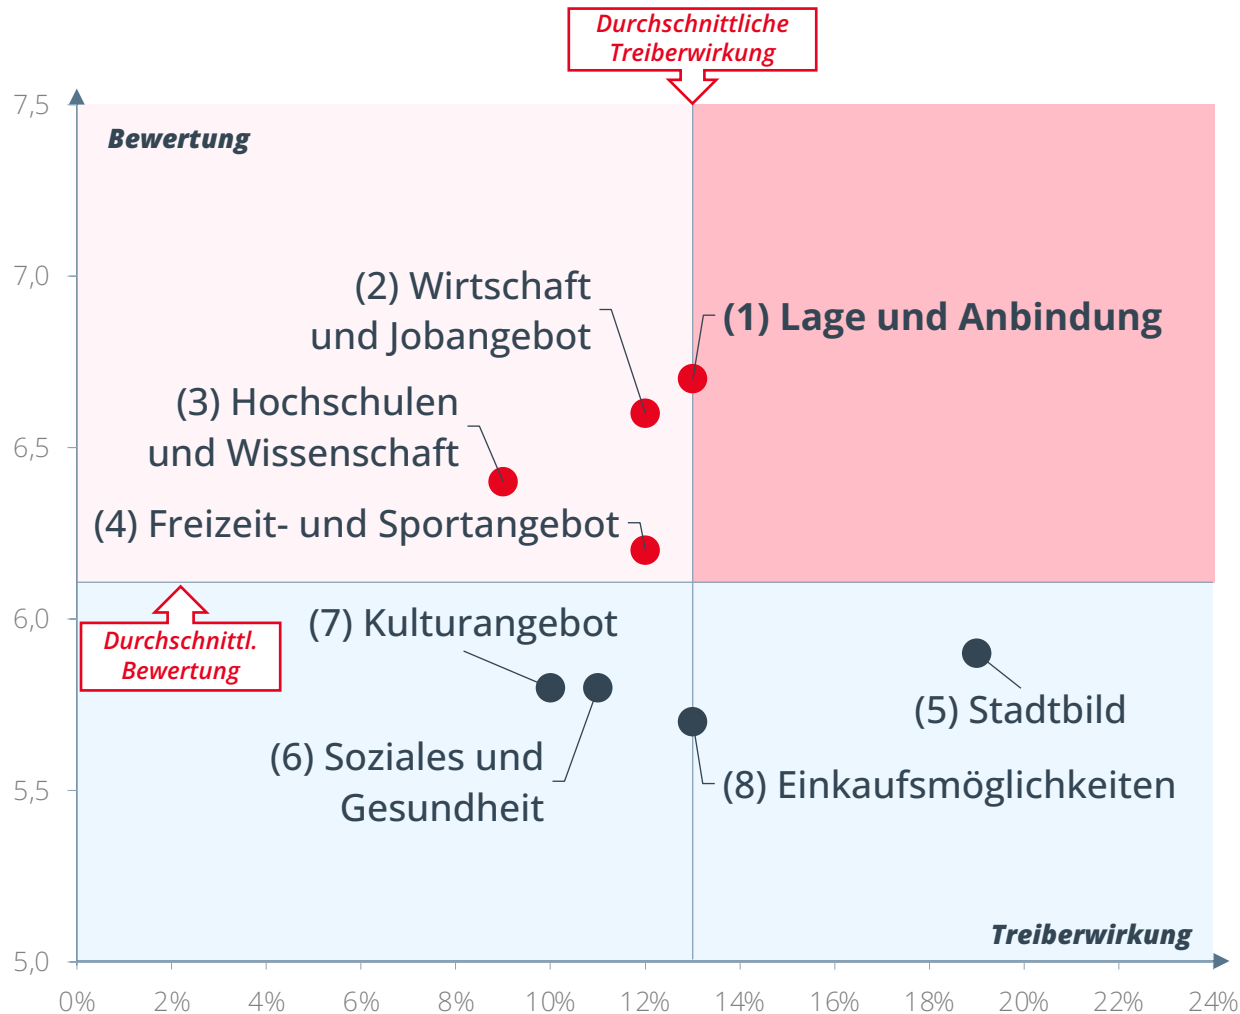 Durchschnittliche
Treiberwirkung
7,5
Bewertung
7,0
(2) Wirtschaft
und Jobangebot
(1) Lage und Anbindung
(3) Hochschulen
und Wissenschaft
6,5
(4) Freizeit- und Sportangebot
6,0
(7) Kulturangebot
Durchschnittl.
Bewertung
(5) Stadtbild
(6) Soziales und
Gesundheit
5,5
(8) Einkaufsmöglichkeiten
Treiberwirkung
5,0
0% 2% 4% 6% 8% 10% 12% 14% 16% 18% 20% 22% 24%